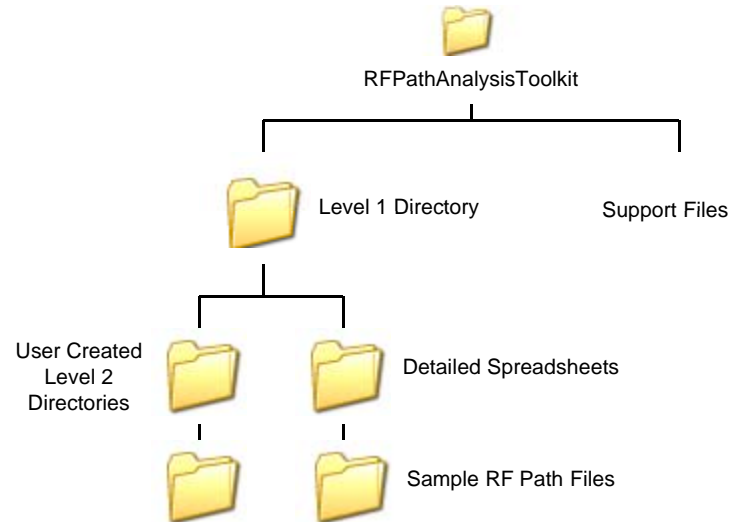 RFPathAnalysisToolkit
Level 1 Directory
Support Files
User Created
Level 2
Directories
Detailed Spreadsheets
Sample RF Path Files